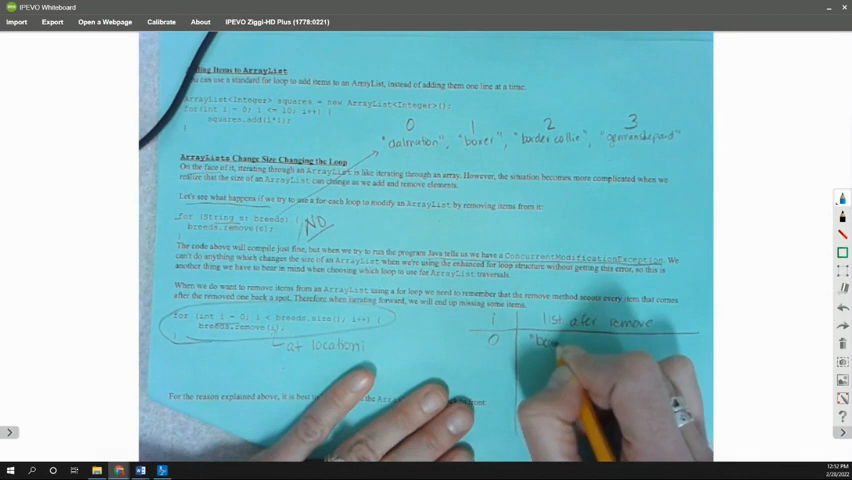 IPEVO Whiteboard
Import Export Open a Webpage Calibrate About IPEVO Ziggi-HD Plus (1778:0221)
Items to ArrayList
can use a standard for loop to add items to an ArrayList, instead of adding them one line at a time.
ArrayList<Integer> squares = new ArrayList<Integer>();
for(int i = 0; i <= 10; i++) {
squares.add(i*i);
}
0 1 2 3
"dalmation", "boxer", "border collie", "german shepard"
ArrayLists Change Size Changing the Loop
On the face of it, iterating through an ArrayList is like iterating through an array. However, the situation becomes more complicated when we
realize that the size of an ArrayList can change as we add and remove elements.
Let's see what happens if we try to use a for-each loop to modify an ArrayList by removing items from it:
for (String s: breeds) {
NO
breeds.remove(s);
}
The code above will compile just fine, but when we try to run the program Java tells us we have a ConcurrentModificationException. We
can't do anything which changes the size of an ArrayList when we're using the enhanced for loop structure without getting this error, so this is
another thing we have to bear in mind when choosing which loop to use for ArrayList traversals.
When we do want to remove items from an ArrayList using a for loop we need to remember that the remove method scoots every item that comes
after the removed one back a spot. Therefore when iterating forward, we will end up missing some items.
for (int i = 0; i < breeds.size(); i++) {
breeds.remove(i);
}
at location i
i list after remove
0 "box
For the reason explained above, it is best the Arr front:
12:52 PM
2/28/2022